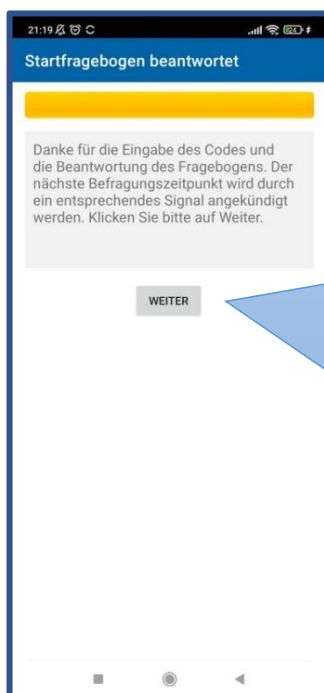 21:19
Startfragebogen beantwortet
Danke für die Eingabe des Codes und
die Beantwortung des Fragebogens. Der
nächste Befragungszeitpunkt wird durch
ein entsprechendes Signal angekündigt
werden. Klicken Sie bitte auf Weiter.
WEITER